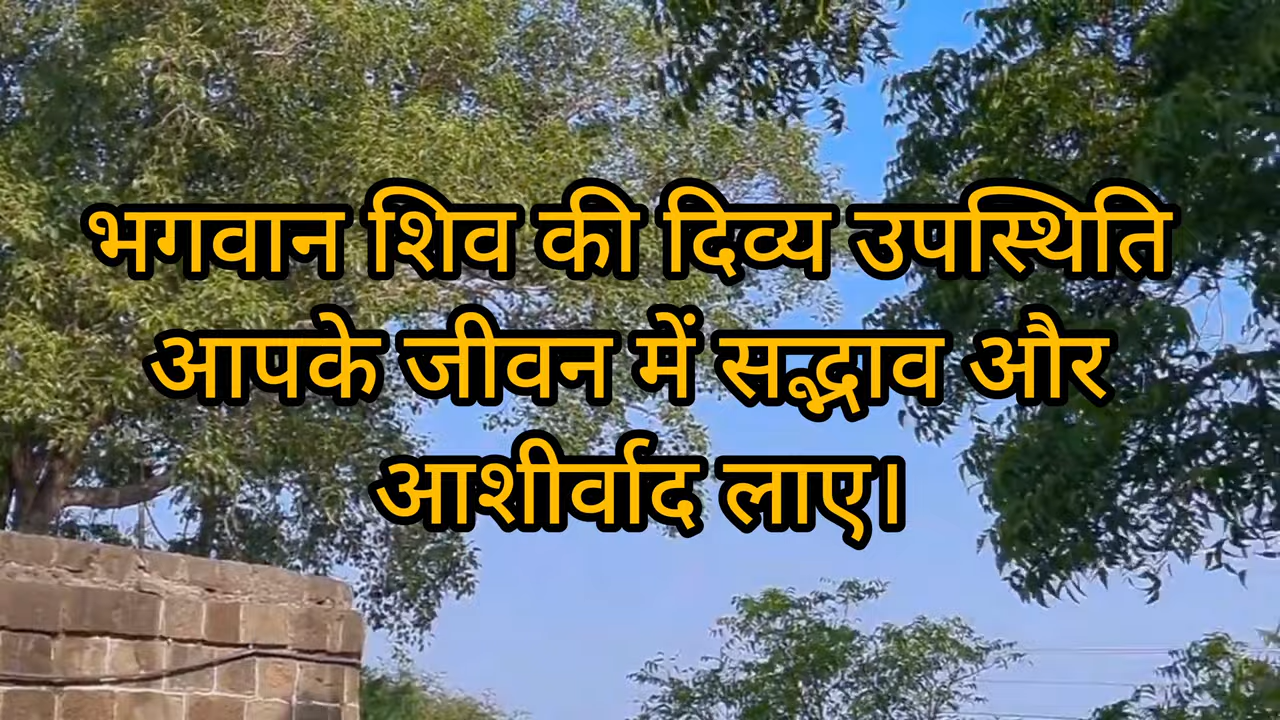 भगवान शिव की दिव्य उपस्थिति
आपके जीवन में सद्भाव और
आशीर्वाद लाए।